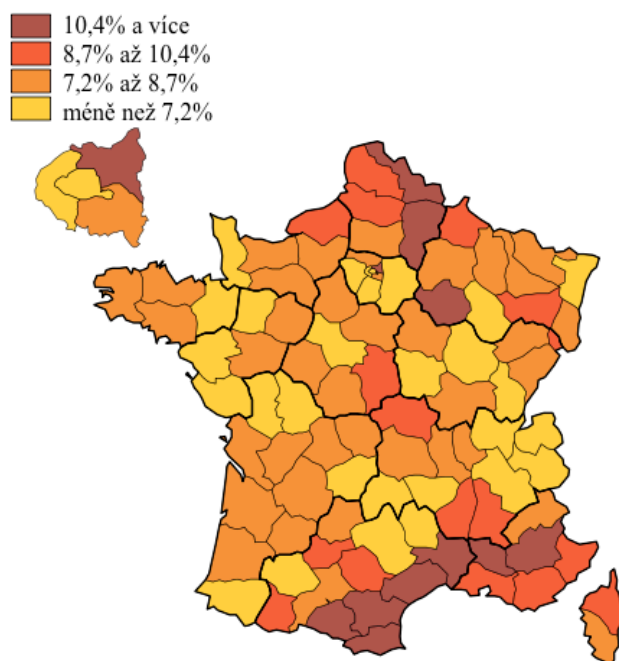 10,4% a více
8,7% až 10,4%
7,2% až 8,7%
méně než 7,2%